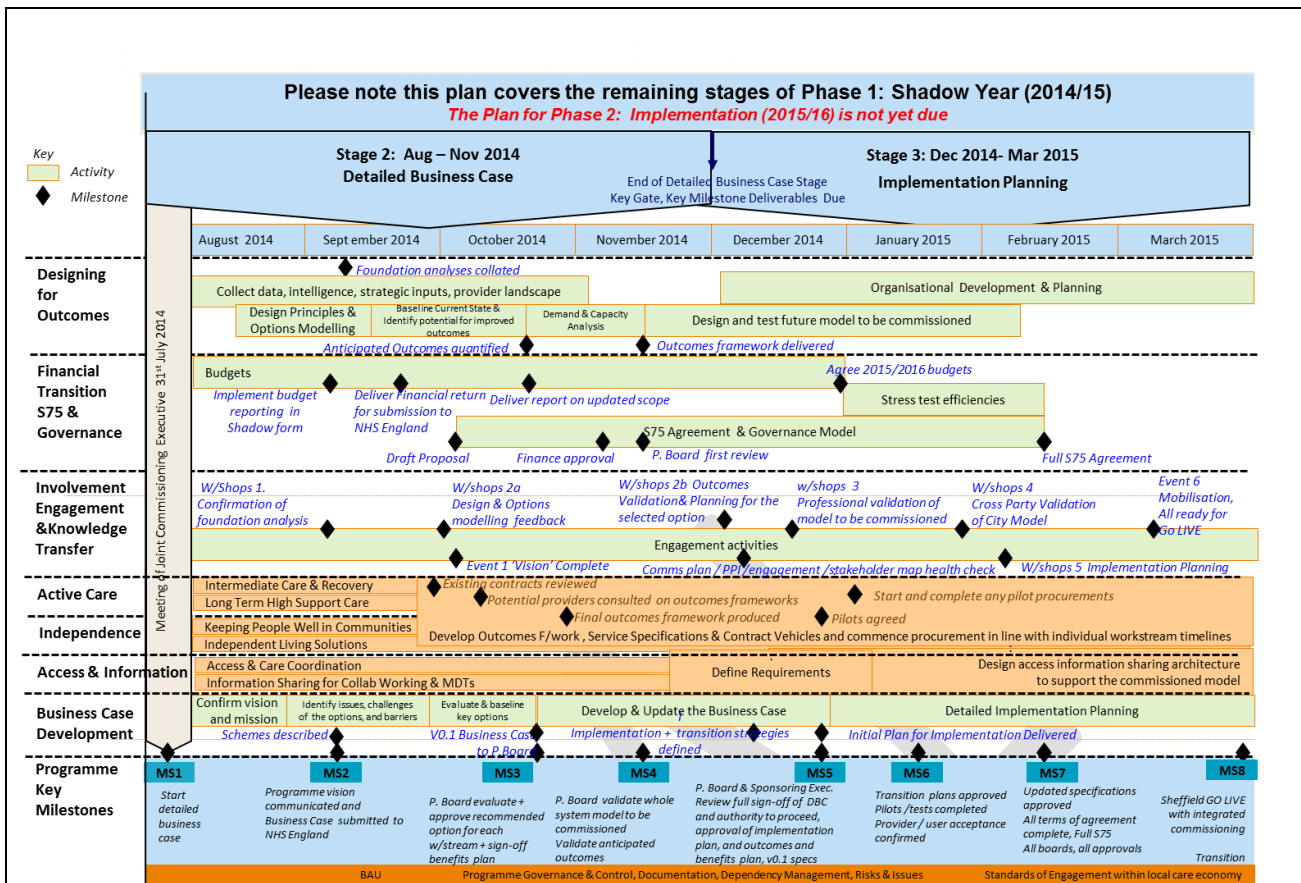 Please note this plan covers the remaining stages of Phase 1: Shadow Year (2014/15)
The Plan for Phase 2: Implementation (2015/16) is not yet due
Key
Activity
Milestone
Stage 2: Aug – Nov 2014
Detailed Business Case
Stage 3: Dec 2014- Mar 2015
Implementation Planning
End of Detailed Business Case Stage
Key Gate, Key Milestone Deliverables Due
August 2014
Sept ember 2014
October 2014
November 2014
December 2014
January 2015
February 2015
March 2015
Meeting of Joint Commissioning Executive 31st July 2014
Designing
for
Outcomes
Foundation analyses collated
Collect data, intelligence, strategic inputs, provider landscape
Organisational Development & Planning
Design Principles &
Options Modelling
Baseline Current State &
Identify potential for improved
outcomes
Demand & Capacity
Analysis
Design and test future model to be commissioned
Anticipated Outcomes quantified
Outcomes framework delivered
Financial
Transition
S75 &
Governance
Budgets
Agree 2015/2016 budgets
Implement budget
reporting in
Shadow form
Deliver Financial return
for submission to
NHS England
Deliver report on updated scope
Stress test efficiencies
S75 Agreement & Governance Model
Draft Proposal
Finance approval
P. Board first review
Full S75 Agreement
Involvement
Engagement
&Knowledge
Transfer
W/Shops 1.
Confirmation of
foundation analysis
W/shops 2a
Design & Options
modelling feedback
W/shops 2b Outcomes
Validation& Planning for the
selected option
w/shops 3
Professional validation of
model to be commissioned
W/shops 4
Cross Party Validation
of City Model
Event 6
Mobilisation,
All ready for
Go LIVE
Engagement activities
Event 1 'Vision' Complete
Comms plan / PPI /engagement /stakeholder map health check
W/shops 5 Implementation Planning
Active Care
Intermediate Care & Recovery
Long Term High Support Care
Existing contracts reviewed
Potential providers consulted on outcomes frameworks
Start and complete any pilot procurements
Final outcomes framework produced
Pilots agreed
Independence
Keeping People Well in Communities
Independent Living Solutions
Develop Outcomes F/work , Service Specifications & Contract Vehicles and commence procurement in line with individual workstream timelines
Access & Information
Access & Care Coordination
Information Sharing for Collab Working & MDTs
Define Requirements
Design access information sharing architecture
to support the commissioned model
Business Case
Development
Confirm vision
and mission
Identify issues, challenges
of the options, and barriers
Evaluate & baseline
key options
Develop & Update the Business Case
Detailed Implementation Planning
Schemes described
V0.1 Business Case
to P.Board
Implementation + transition strategies
defined
Initial Plan for Implementation Delivered
Programme
Key
Milestones
MS1
MS2
MS3
MS4
MS5
MS6
MS7
MS8
Start
detailed
business
case
Programme vision
communicated and
Business Case submitted to
NHS England
P. Board evaluate +
approve recommended
option for each
w/stream + sign-off
benefits plan
P. Board validate whole
system model to be
commissioned
Validate anticipated
outcomes
P. Board & Sponsoring Exec.
Review full sign-off of DBC
and authority to proceed,
approval of implementation
plan, and outcomes and
benefits plan, v0.1 specs
Transition plans approved
Pilots /tests completed
Provider / user acceptance
confirmed
Updated specifications
approved
All terms of agreement
complete, Full S75
All boards, all approvals
Sheffield GO LIVE
with integrated
commissioning
Transition
BAU
Programme Governance & Control, Documentation, Dependency Management, Risks & Issues
Standards of Engagement within local care economy